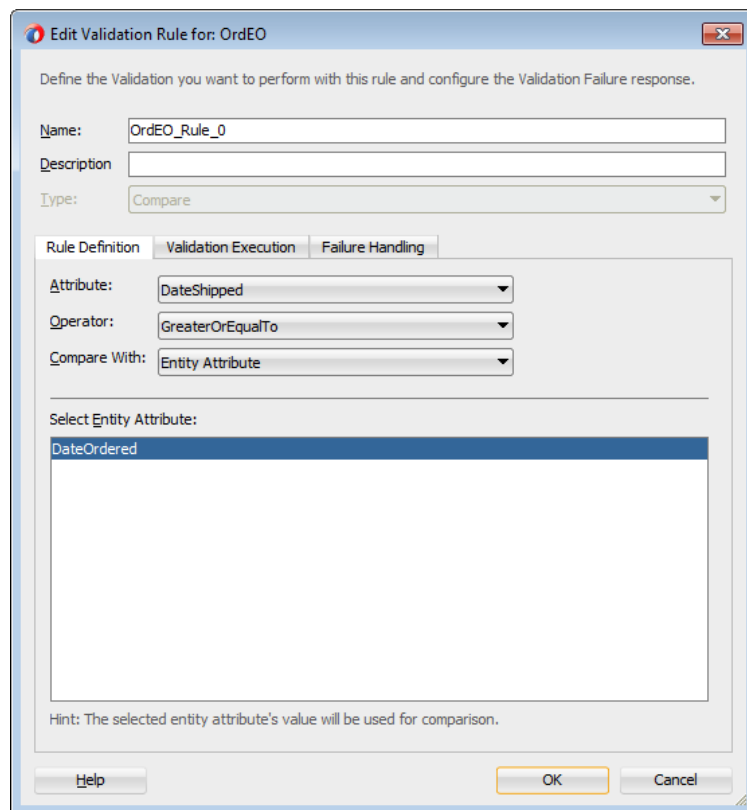 Edit Validation Rule for: OrdEO
Define the Validation you want to perform with this rule and configure the Validation Failure response.
Name: OrdEO_Rule_0
Description
Type: Compare
Rule Definition Validation Execution Failure Handling
Attribute: DateShipped
Operator: GreaterOrEqualTo
Compare With: Entity Attribute
Select Entity Attribute:
DateOrdered
Hint: The selected entity attribute's value will be used for comparison.
Help OK Cancel